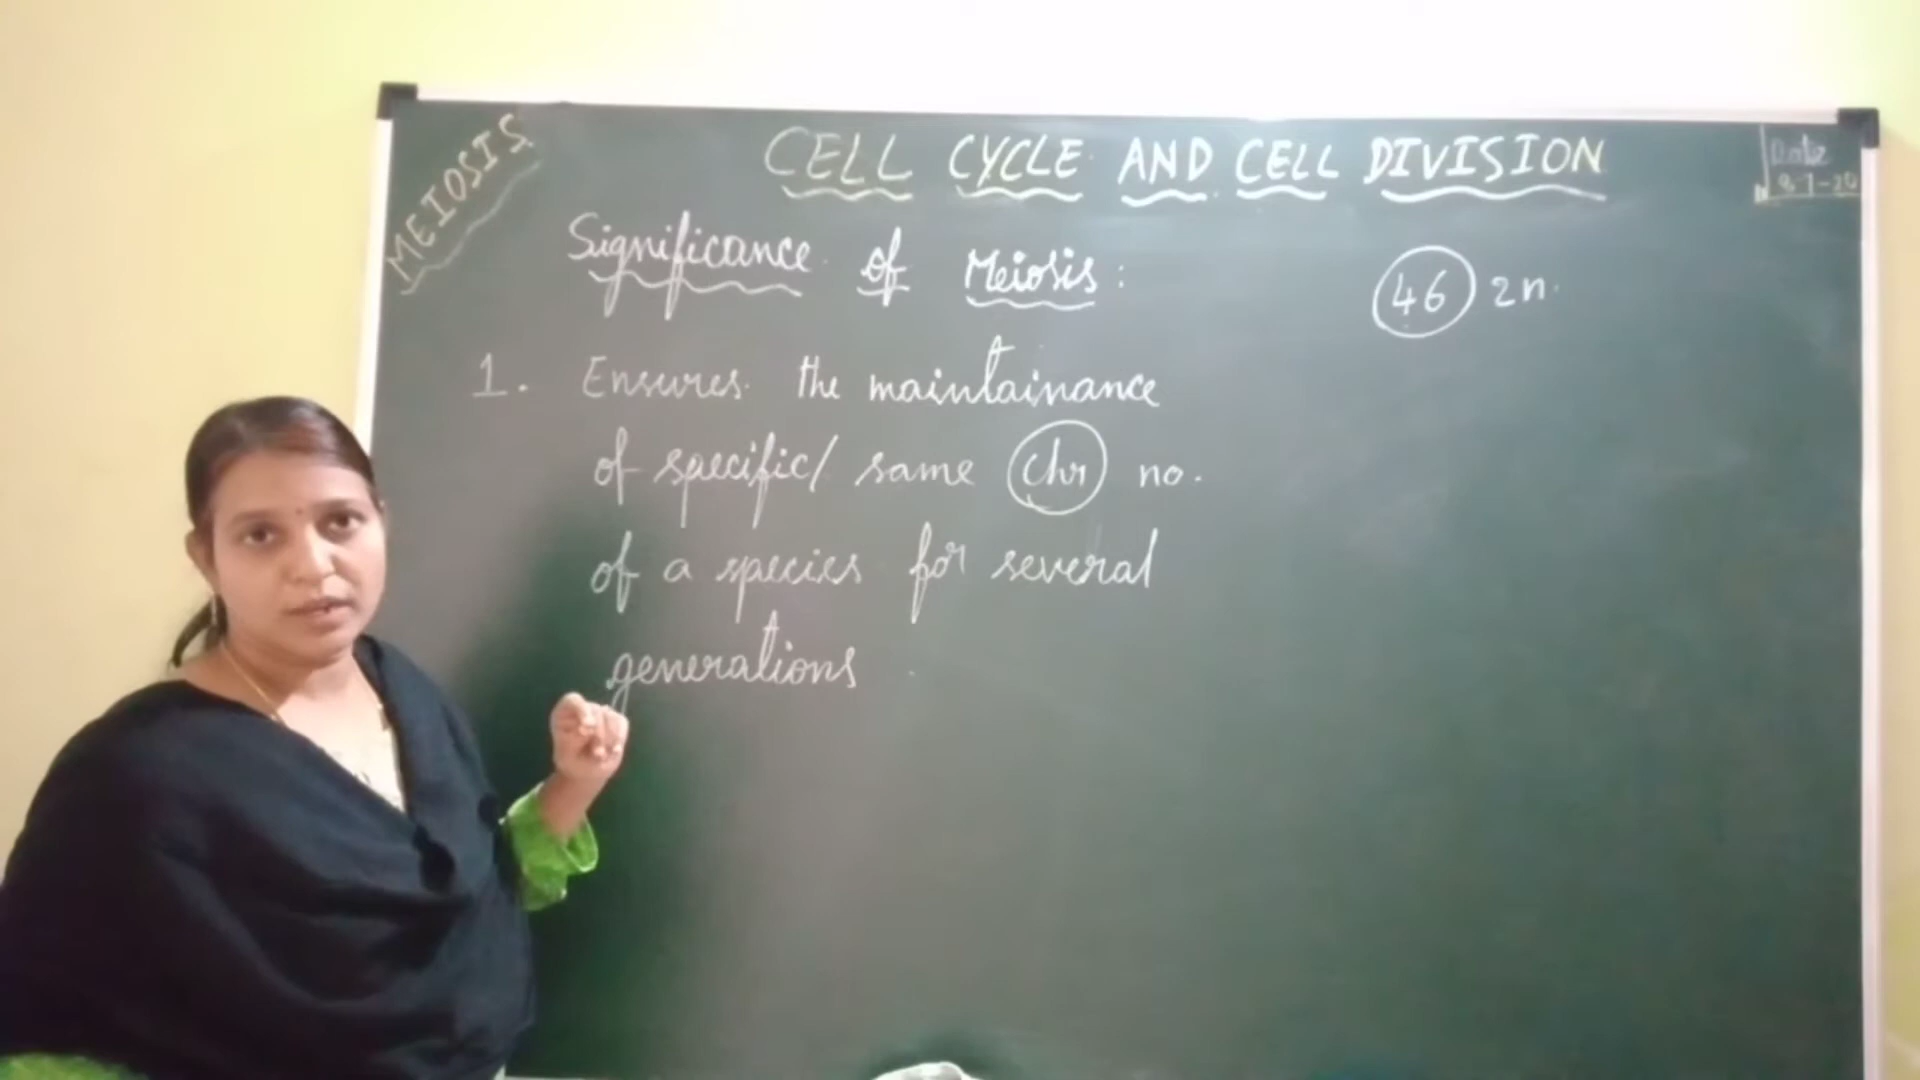 MEIOSIS
CELL CYCLE AND CELL DIVISION
Date
Significance of Meiosis:
46 2n.
1. Ensures the maintainance
of specific/ same chr no.
of a species for several
generations